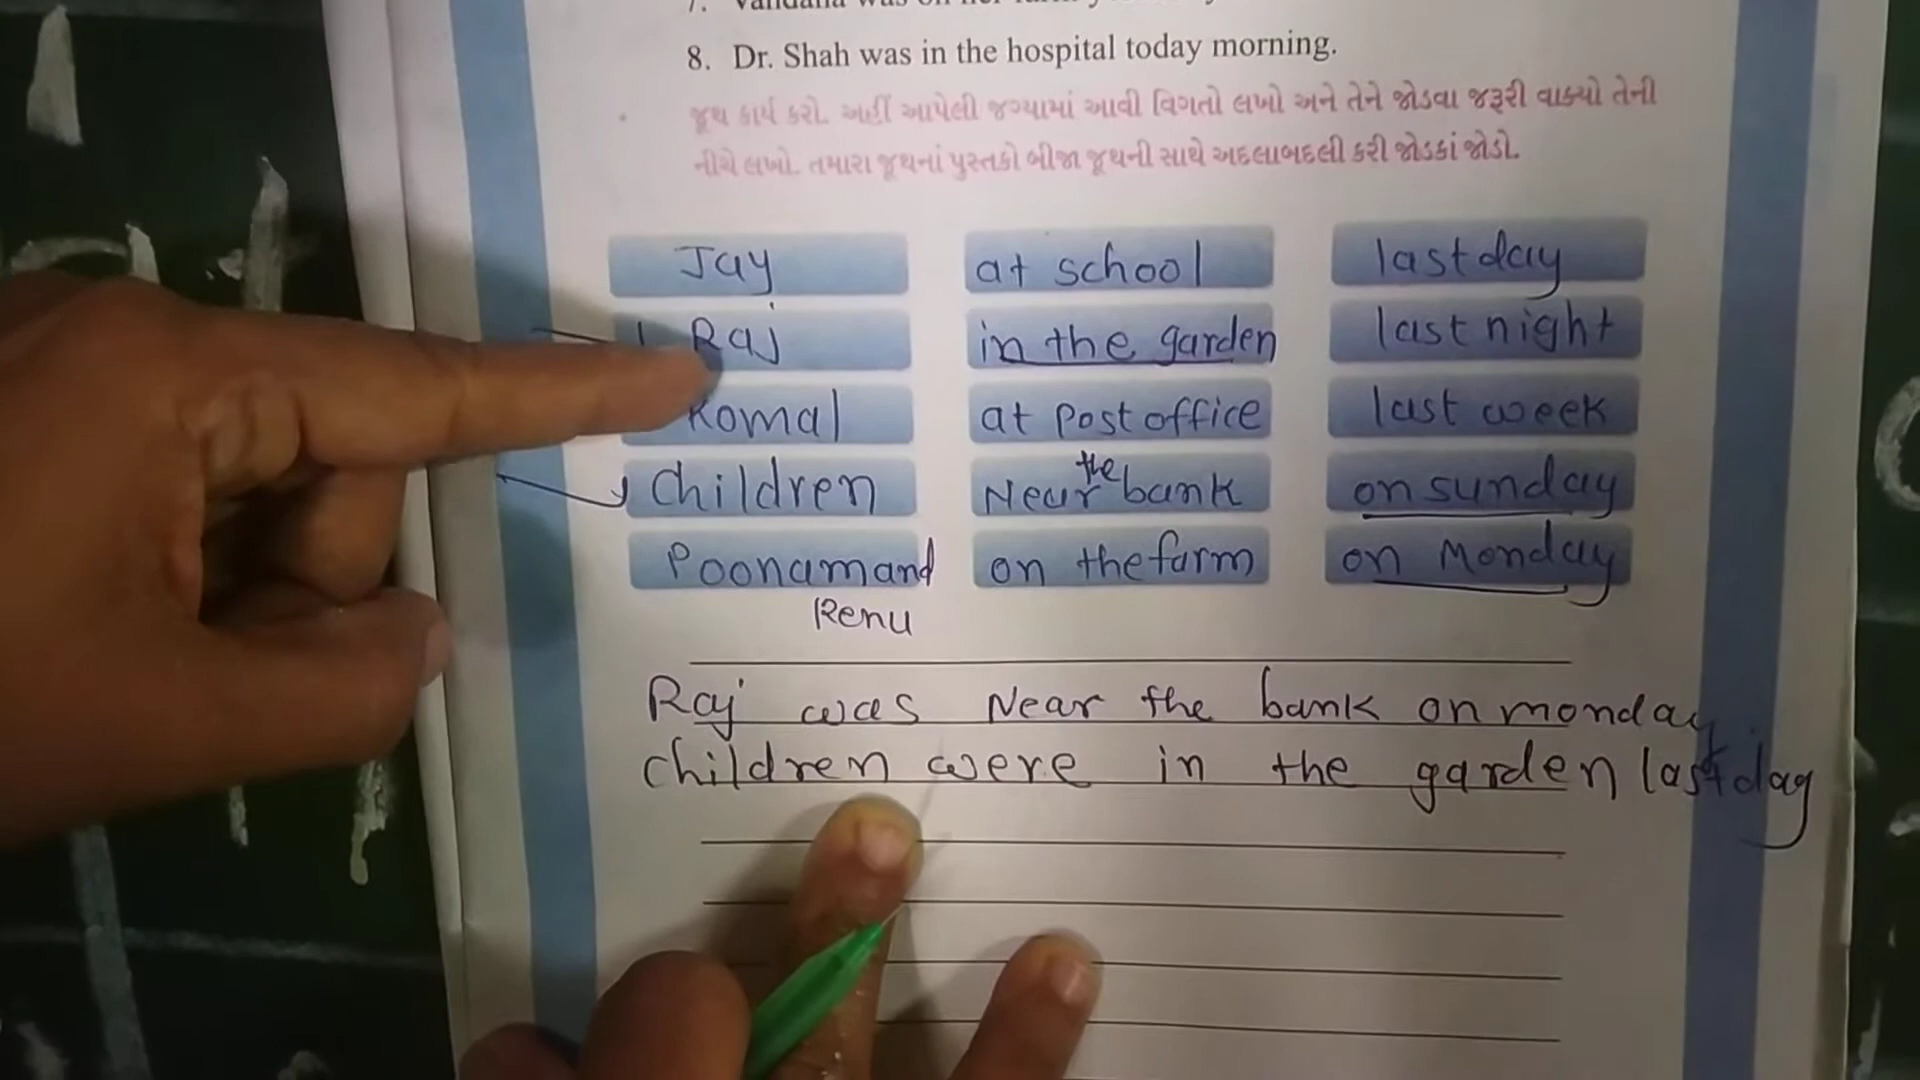 8. Dr. Shah was in the hospital today morning.
જૂથ કાર્ય કરો. અહીં આપેલી જગ્યામાં આવી વિગતો લખો અને તેને જોડવા જરૂરી વાક્યો તેની
નીચે લખો. તમારા જૂથનાં પુસ્તકો બીજા જૂથની સાથે અદલાબદલી કરી જોડકાં જોડો.
Jay at school last day
Raj in the garden last night
Komal at post office last week
Children Near the bank on sunday
Poonam and on the farm on Monday
Renu
Raj was Near the bank on monday
children were in the garden last day